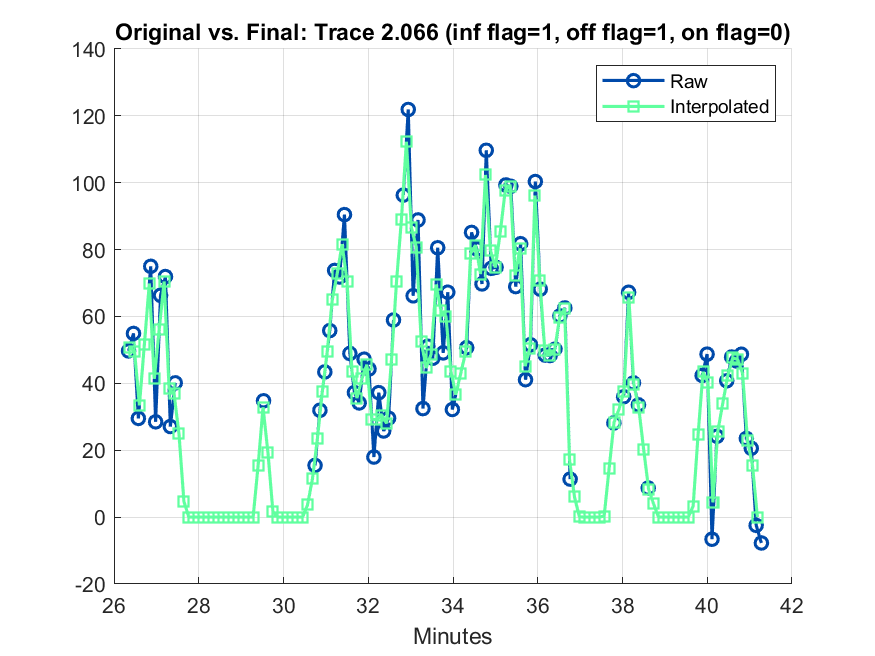 Original vs. Final: Trace 2.066 (inf flag=1, off flag=1, on flag=0)
140
120
100
80
60
40
20
0
-20
Raw
Interpolated
26 28 30 32 34 36 38 40 42
Minutes